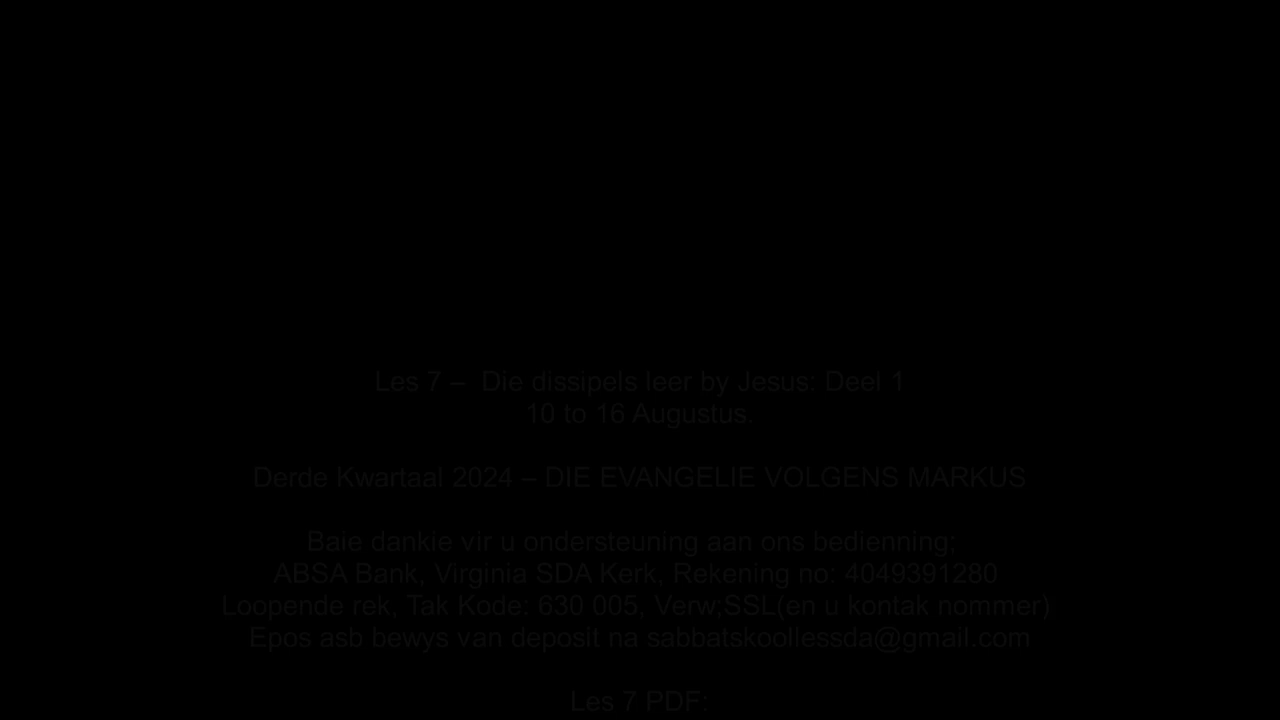 Les 7 – Die dissipels leer by Jesus: Deel 1
10 to 16 Augustus.
Derde Kwartaal 2024 – DIE EVANGELIE VOLGENS MARKUS
Baie dankie vir u ondersteuning aan ons bedienning;
ABSA Bank, Virginia SDA Kerk, Rekening no: 4049391280
Loopende rek, Tak Kode: 630 005, Verw;SSL(en u kontak nommer)
Epos asb bewys van deposit na sabbatskoollessda@gmail.com
Les 7 PDF: